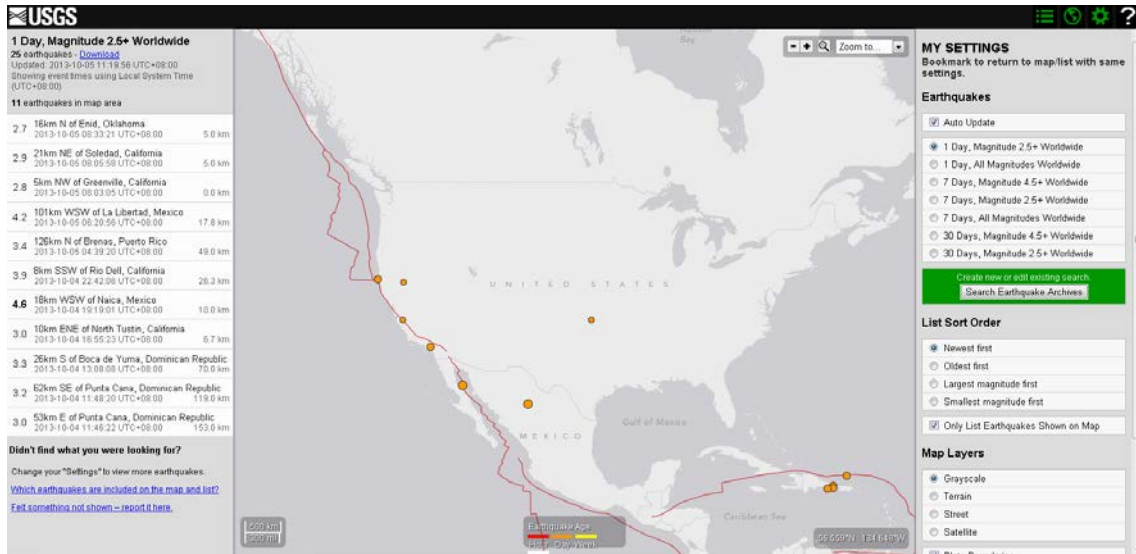 USGS
1 Day, Magnitude 2.5+ Worldwide
25 earthquakes - Download
Updated: 2013-10-05 11:19:56 UTC+08:00
Showing event times using Local System Time
(UTC+08:00)
11 earthquakes in map area
2.7 16km N of Enid, Oklahoma
2013-10-05 08:33:21 UTC+08:00 5.0 km
2.9 21km NE of Soledad, California
2013-10-05 08:05:58 UTC+08:00 5.0 km
2.8 5km NW of Greenville, California
2013-10-05 08:03:05 UTC+08:00 0.0 km
4.2 101km WSW of La Libertad, Mexico
2013-10-05 06:20:56 UTC+08:00 17.6 km
3.4 126km N of Brenas, Puerto Rico
2013-10-05 04:39:20 UTC+08:00 49.0 km
3.9 8km SSW of Rio Dell, California
2013-10-04 22:42:06 UTC+08:00 26.3 km
4.6 18km WSW of Naica, Mexico
2013-10-04 19:19:01 UTC+08:00 10.0 km
3.0 10km ENE of North Tustin, California
2013-10-04 16:55:23 UTC+08:00 6.7 km
3.3 26km S of Boca de Yuma, Dominican Republic
2013-10-04 13:08:08 UTC+08:00 70.0 km
3.2 62km SE of Punta Cana, Dominican Republic
2013-10-04 11:48:20 UTC+08:00 119.0 km
3.0 53km E of Punta Cana, Dominican Republic
2013-10-04 11:46:22 UTC+08:00 153.0 km
Didn't find what you were looking for?
Change your "Settings" to view more earthquakes.
Which earthquakes are included on the map and list?
Felt something not shown – report it here.
Hudson
Bay
Zoom to...
UNITED STATES
Gulf of Mexico
MEXICO
Caribbean Sea
500 km
300 mi
Earthquake Age
Hour Day Week
?
MY SETTINGS
Bookmark to return to map/list with same
settings.
Earthquakes
Auto Update
1 Day, Magnitude 2.5+ Worldwide
1 Day, All Magnitudes Worldwide
7 Days, Magnitude 4.5+ Worldwide
7 Days, Magnitude 2.5+ Worldwide
7 Days, All Magnitudes Worldwide
30 Days, Magnitude 4.5+ Worldwide
30 Days, Magnitude 2.5+ Worldwide
Create new or edit existing search.
Search Earthquake Archives
List Sort Order
Newest first
Oldest first
Largest magnitude first
Smallest magnitude first
Only List Earthquakes Shown on Map
Map Layers
Grayscale
Terrain
Street
Satellite